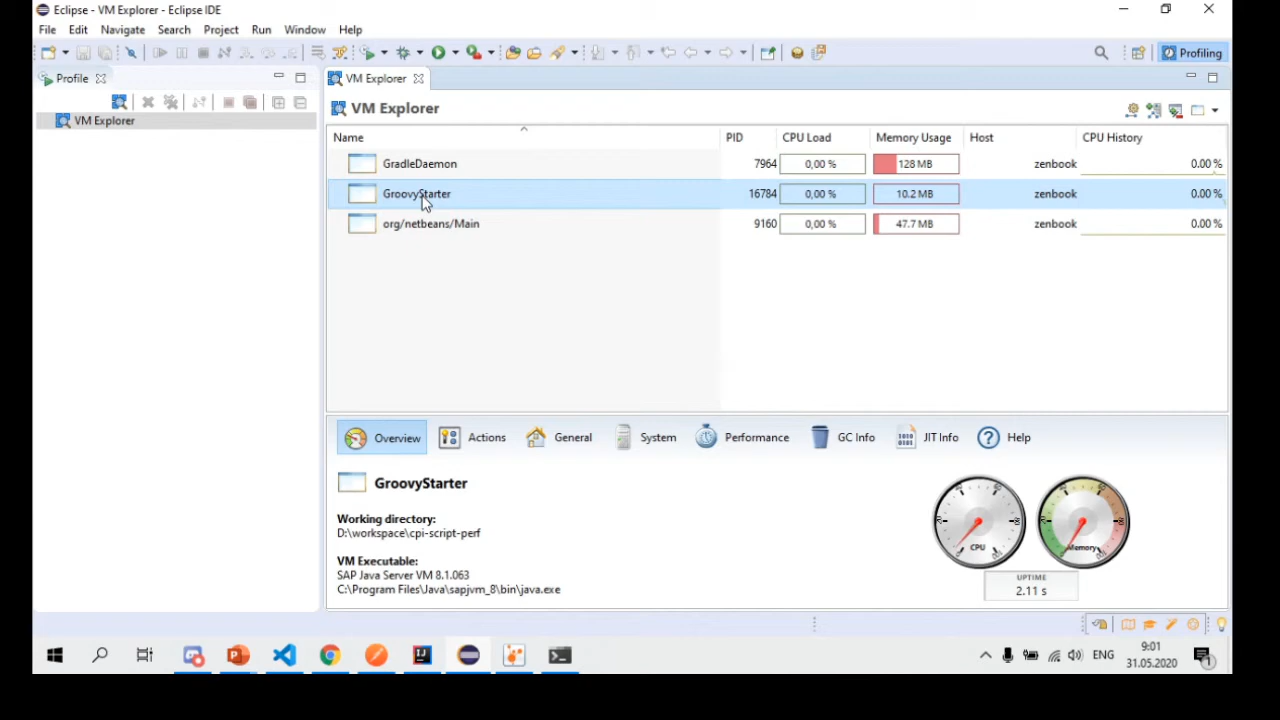 Eclipse - VM Explorer - Eclipse IDE
File Edit Navigate Search Project Run Window Help
Profiling
Profile
VM Explorer
VM Explorer
VM Explorer
Name PID CPU Load Memory Usage Host CPU History
GradleDaemon 7964 0,00 % 128 MB zenbook 0.00 %
GroovyStarter 16784 0,00 % 10.2 MB zenbook 0.00 %
org/netbeans/Main 9160 0,00 % 47.7 MB zenbook 0.00 %
Overview Actions General System Performance GC Info JIT Info Help
GroovyStarter
Working directory:
D:\workspace\cpi-script-perf
VM Executable:
SAP Java Server VM 8.1.063
C:\Program Files\Java\sapjvm_8\bin\java.exe
CPU
Memory
UPTIME
2.11 s
ENG
9:01
31.05.2020
1